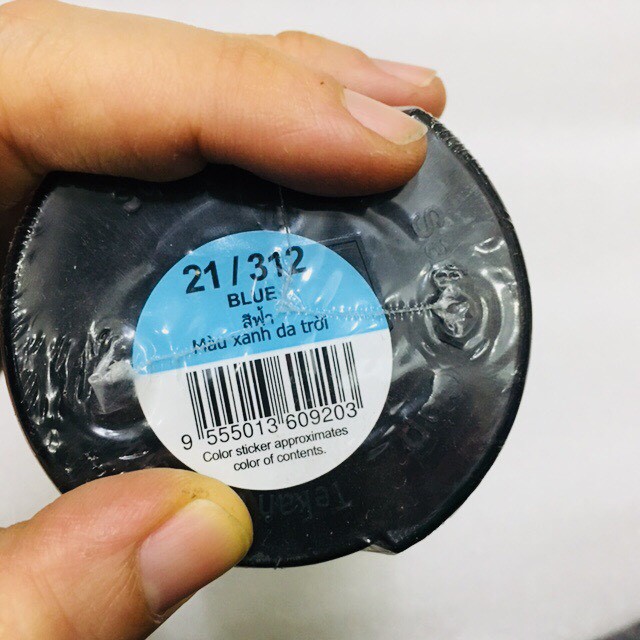 21 / 312
BLUE
สีฟ้า
Màu xanh da trời
9 555013 609203
Color sticker approximates
color of contents.
Tekan